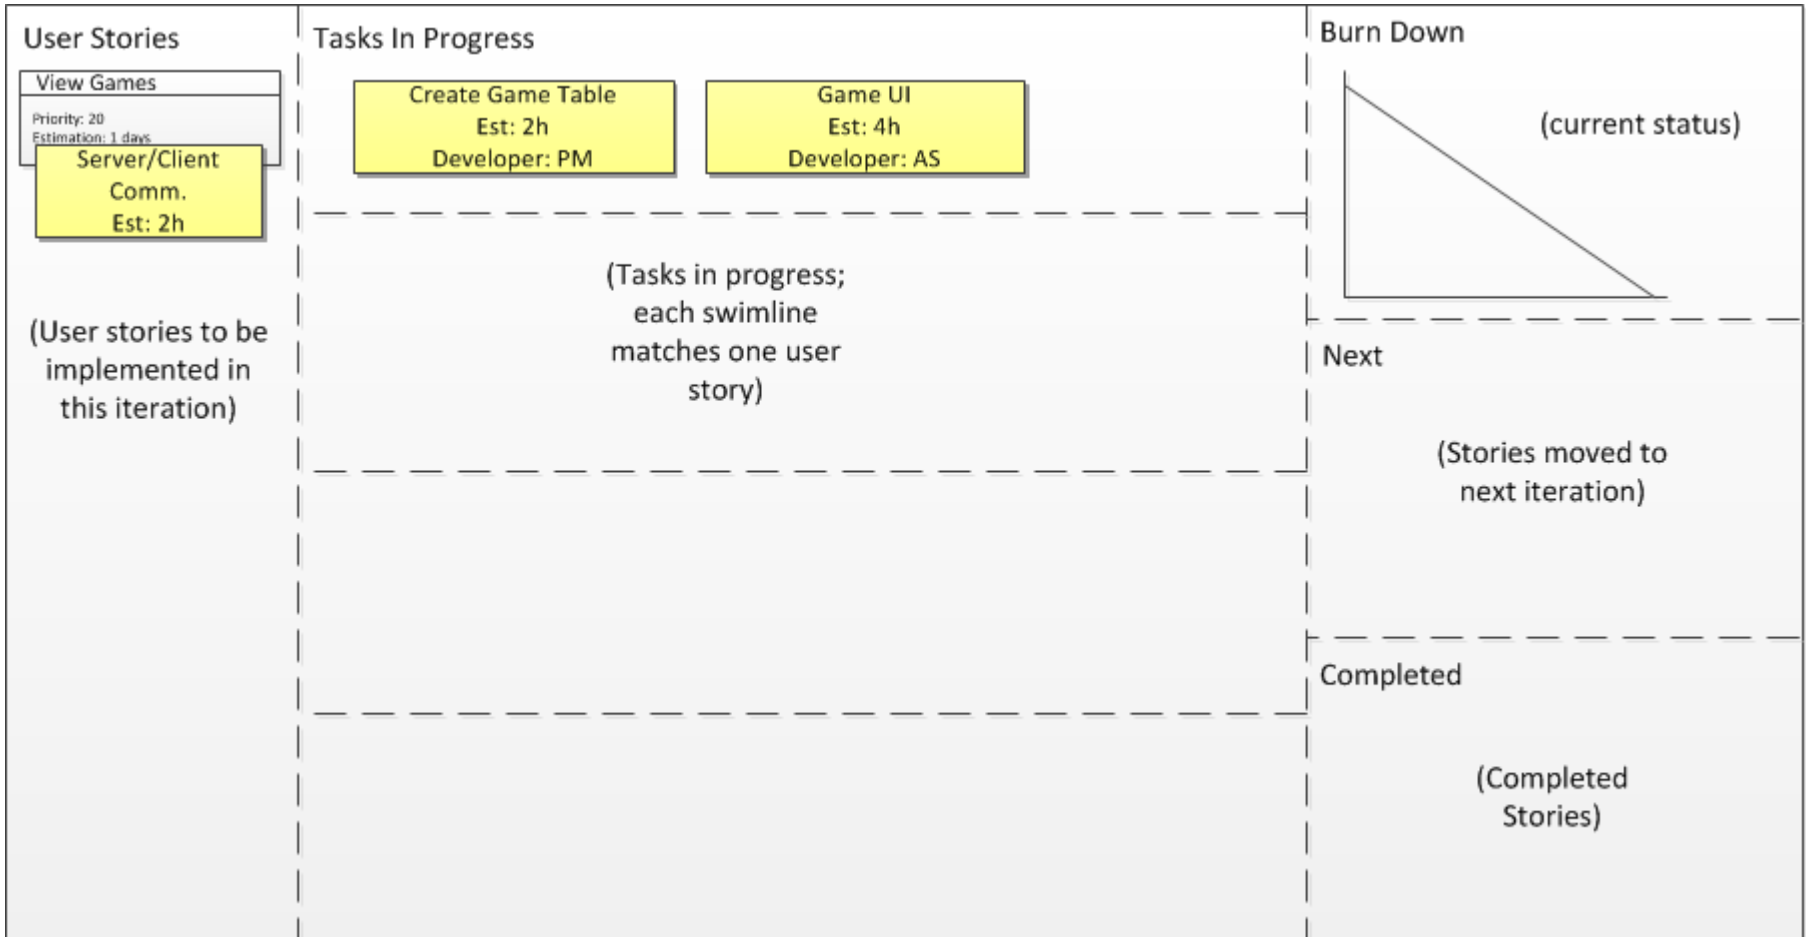 User Stories
View Games
Priority: 20
Estimation: 1 days
Server/Client
Comm.
Est: 2h
(User stories to be
implemented in
this iteration)
Tasks In Progress
Create Game Table
Est: 2h
Developer: PM
Game UI
Est: 4h
Developer: AS
(Tasks in progress;
each swimline
matches one user
story)
Burn Down
(current status)
Next
(Stories moved to
next iteration)
Completed
(Completed
Stories)